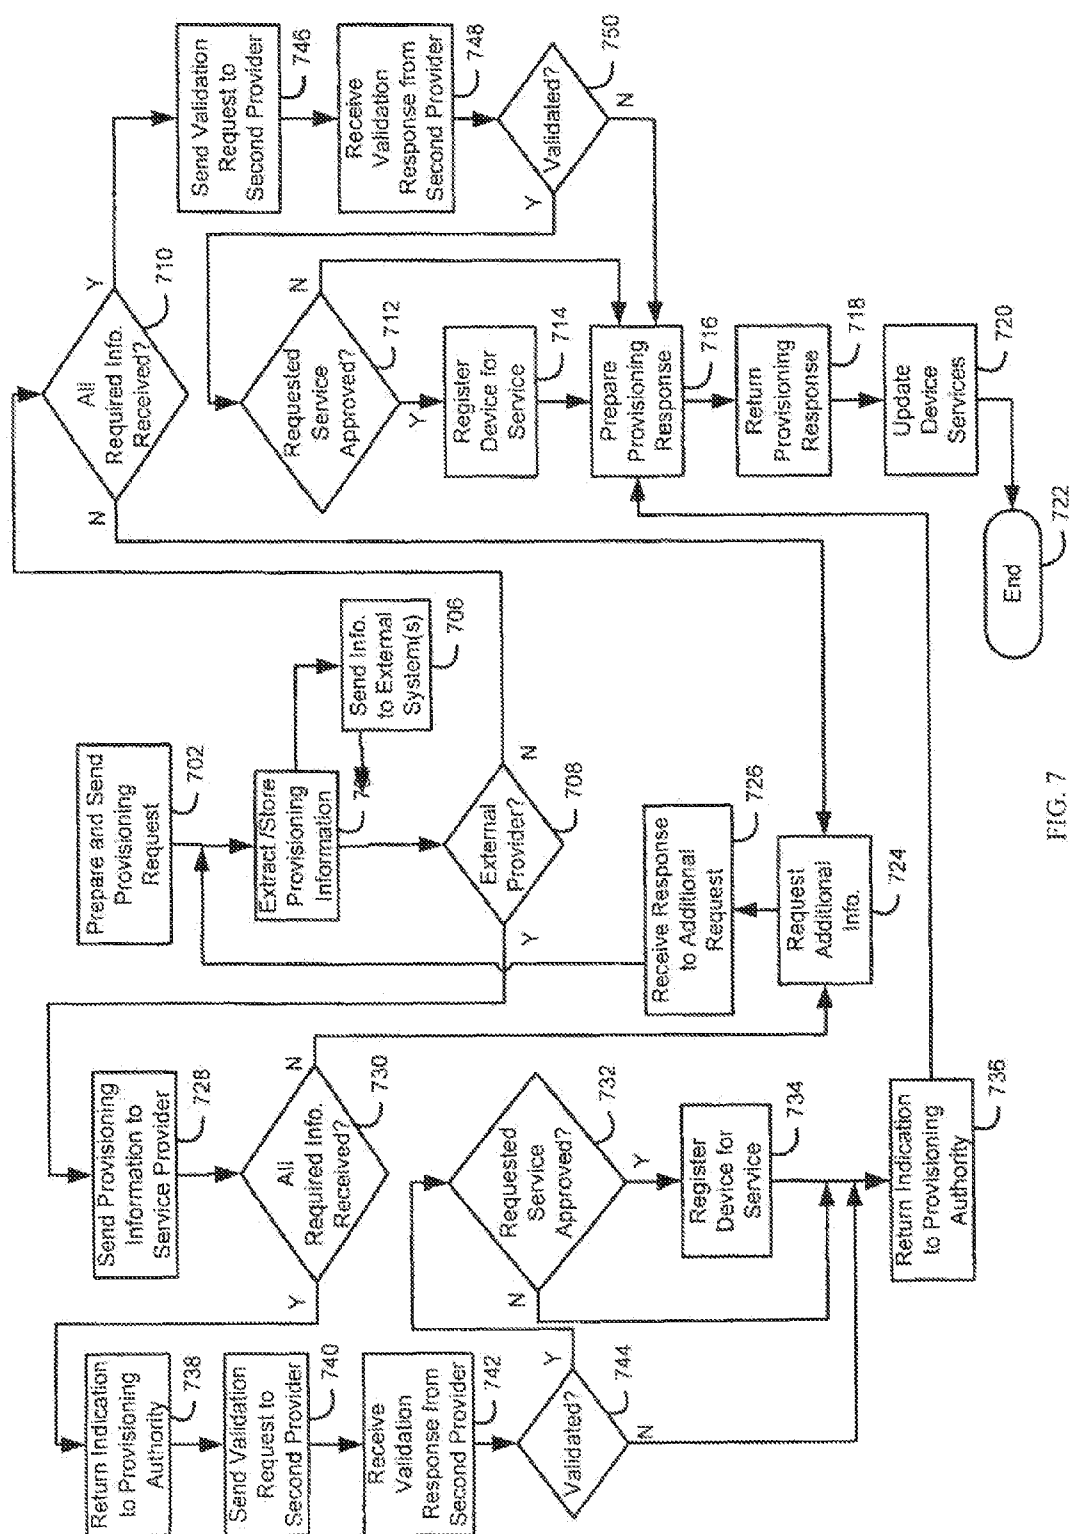 Prepare and Send
Provisioning
Request
702
Extract /Store
Provisioning
Information
Send Info.
to External
System(s)
706
External
Provider?
708
Y
N
All
Required Info.
Received?
710
Y
N
Send Validation
Request to
Second Provider
746
Receive
Validation
Response from
Second Provider
748
Validated?
750
Y
N
Requested
Service
Approved?
712
N
Y
Register
Device for
Service
714
Prepare
Provisioning
Response
716
Return
Provisioning
Response
718
Update
Device
Services
720
End
722
Request
Additional
Info.
724
Receive Response
to Additional
Request
726
Send Provisioning
Information to
Service Provider
728
All
Required Info.
Received?
730
N
Y
Return Indication
to Provisioning
Authority
738
Send Validation
Request to
Second Provider
740
Receive
Validation
Response from
Second Provider
742
Validated?
744
Y
N
Requested
Service
Approved?
732
N
Y
Register
Device for
Service
734
Return Indication
to Provisioning
Authority
736
FIG. 7